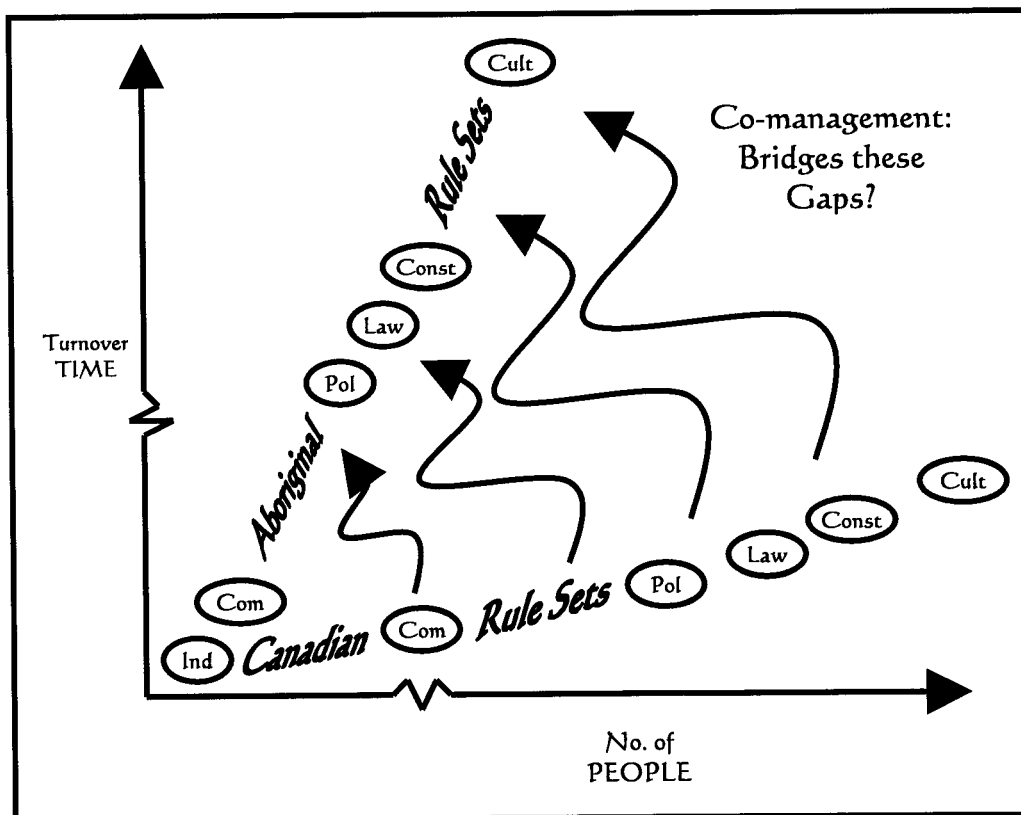 Cult
Co-management:
Bridges these
Gaps?
Rule Sets
Const
Law
Turnover
TIME
Pol
Aboriginal
Cult
Const
Law
Pol
Com
Rule Sets
Com
Canadian
Ind
No. of
PEOPLE